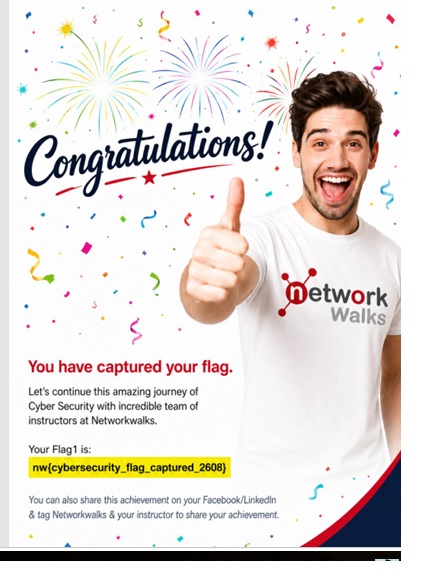 Congratulations!
network
Walks
You have captured your flag.
Let's continue this amazing journey of
Cyber Security with incredible team of
instructors at Networkwalks.
Your Flag1 is:
nw{cybersecurity_flag_captured_2608}
You can also share this achievement on your Facebook/LinkedIn
& tag Networkwalks & your instructor to share your achievement.